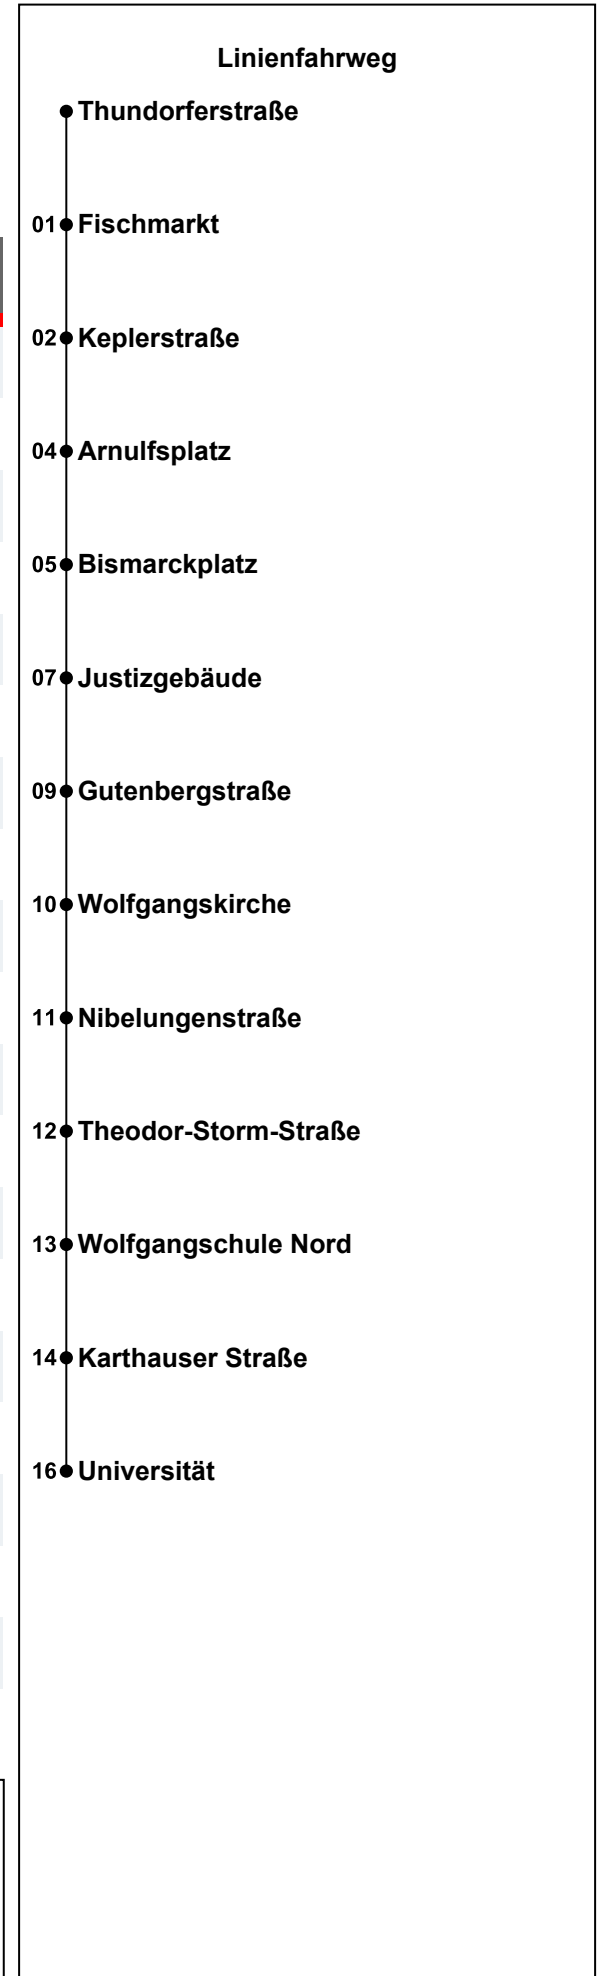 Linienfahrweg
Thundorferstraße
01 Fischmarkt
02 Keplerstraße
04 Arnulfsplatz
05 Bismarckplatz
07 Justizgebäude
09 Gutenbergstraße
10 Wolfgangskirche
11 Nibelungenstraße
12 Theodor-Storm-Straße
13 Wolfgangschule Nord
14 Karthauser Straße
16 Universität